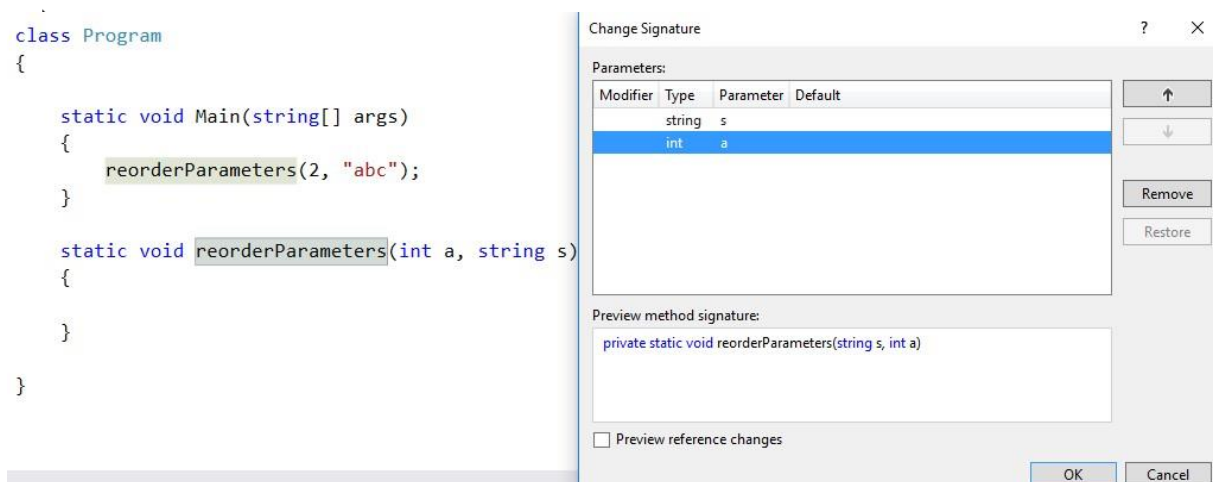 class Program
{
static void Main(string[] args)
{
reorderParameters(2, "abc");
}
static void reorderParameters(int a, string s)
{
}
}
Change Signature
?
Parameters:
Modifier Type Parameter Default
string s
int a
Remove
Restore
Preview method signature:
private static void reorderParameters(string s, int a)
Preview reference changes
OK Cancel